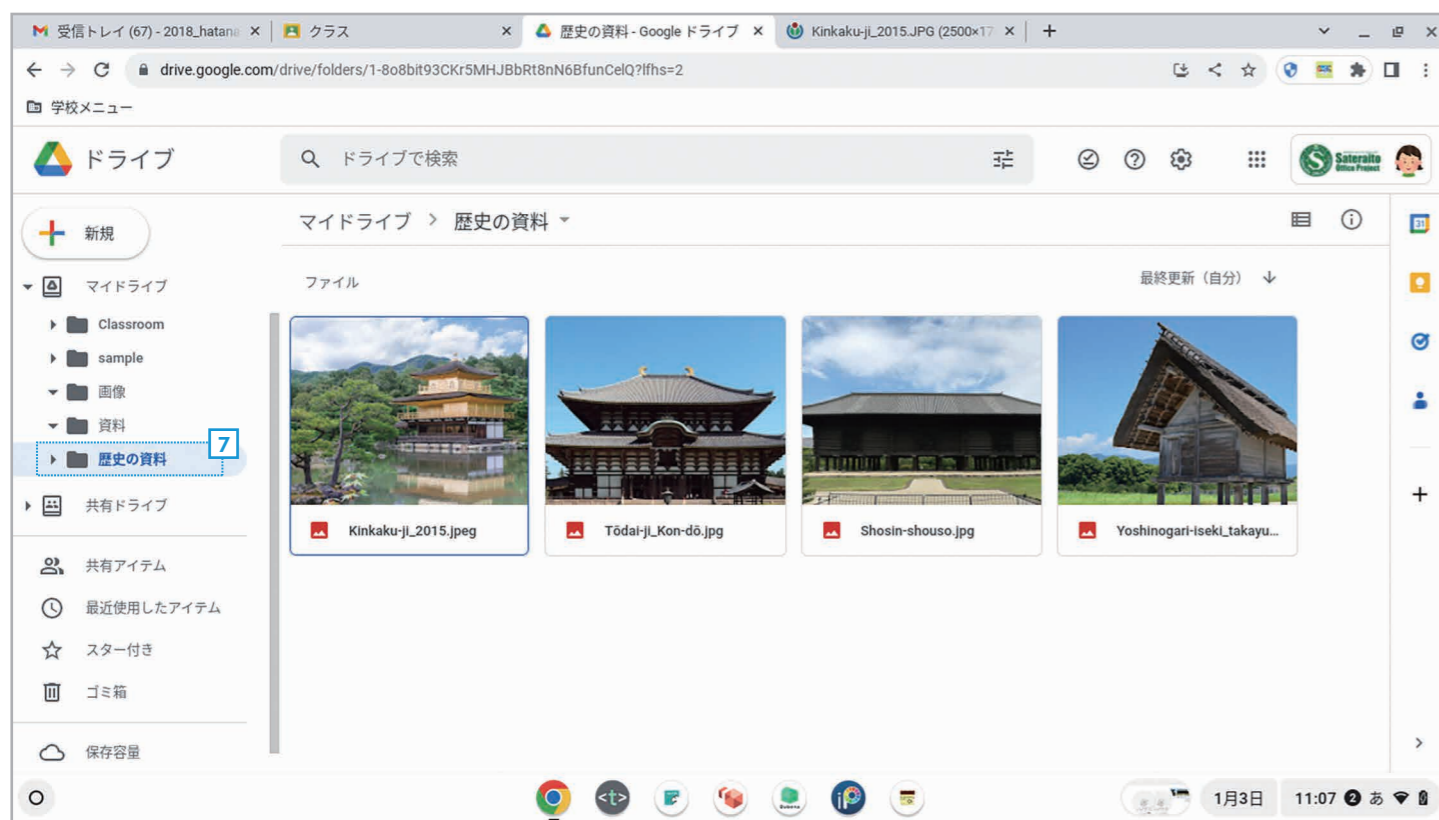 受信トレイ (67) - 2018_hatana
クラス
歴史の資料 - Google ドライブ
Kinkaku-ji_2015.JPG (2500×17
drive.google.com/drive/folders/1-8o8bit93CKr5MHJBbRt8nN6BfunCelQ?lfhs=2
学校メニュー
ドライブ
ドライブで検索
Sateraito
Office Project
新規
マイドライブ > 歴史の資料
31
マイドライブ
ファイル
最終更新（自分）
Classroom
sample
画像
資料
7
歴史の資料
共有ドライブ
Kinkaku-ji_2015.jpeg
Tōdai-ji_Kon-dō.jpg
Shosin-shouso.jpg
Yoshinogari-iseki_takayu...
共有アイテム
最近使用したアイテム
スター付き
ゴミ箱
保存容量
<t>
iP
1月3日
11:07 2 あ